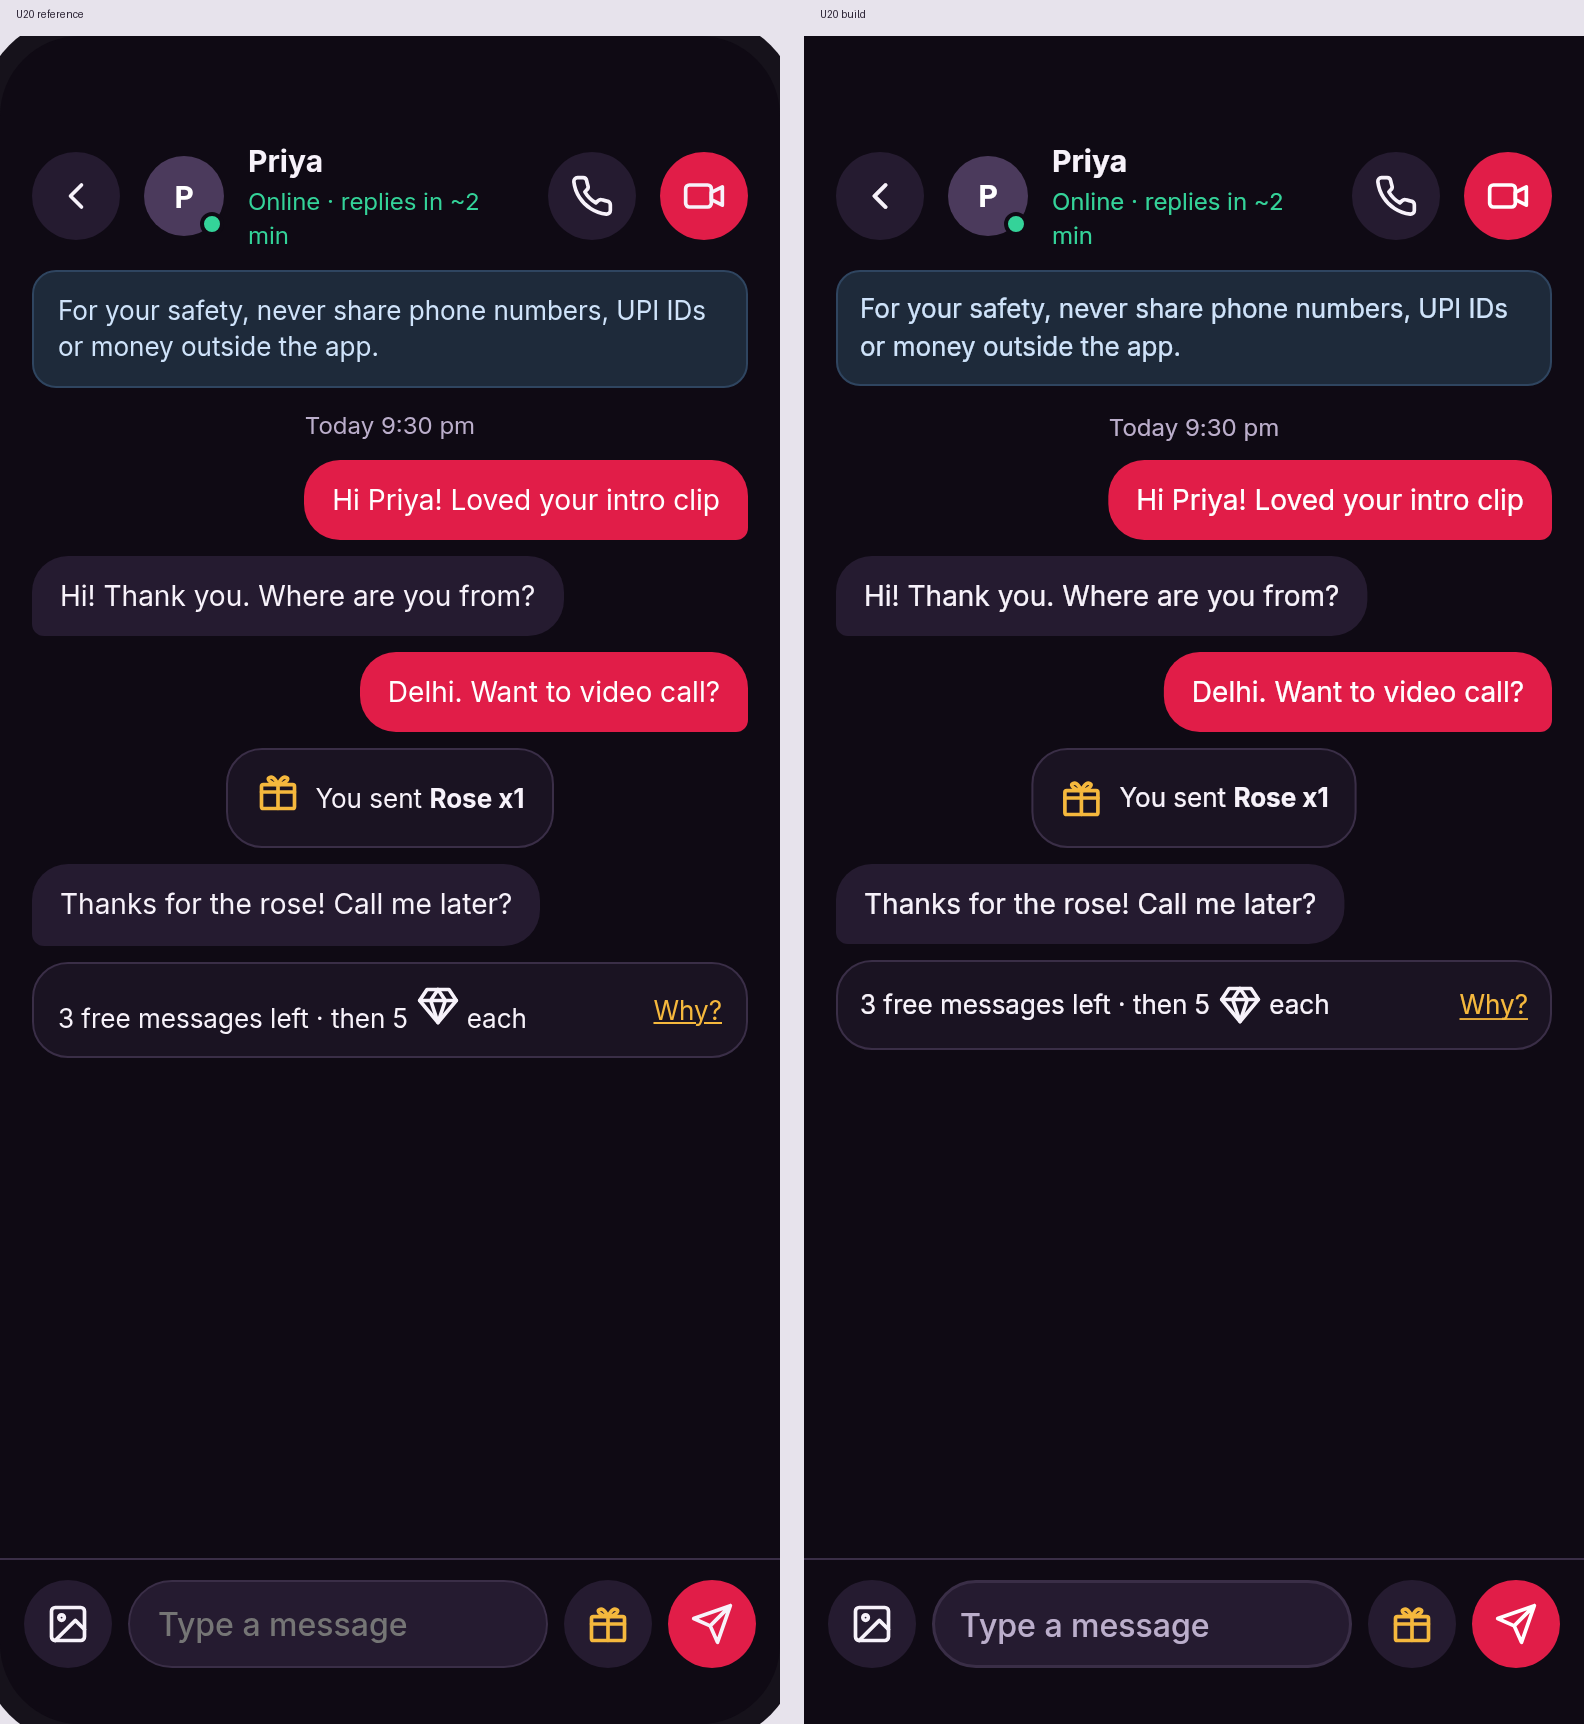 U20 reference
Priya
P
Online · replies in ~2
min
For your safety, never share phone numbers, UPI IDs
or money outside the app.
Today 9:30 pm
Hi Priya! Loved your intro clip
Hi! Thank you. Where are you from?
Delhi. Want to video call?
You sent Rose x1
Thanks for the rose! Call me later?
3 free messages left · then 5 each
Why?
Type a message
U20 build
Priya
P
Online · replies in ~2
min
For your safety, never share phone numbers, UPI IDs
or money outside the app.
Today 9:30 pm
Hi Priya! Loved your intro clip
Hi! Thank you. Where are you from?
Delhi. Want to video call?
You sent Rose x1
Thanks for the rose! Call me later?
3 free messages left · then 5 each
Why?
Type a message